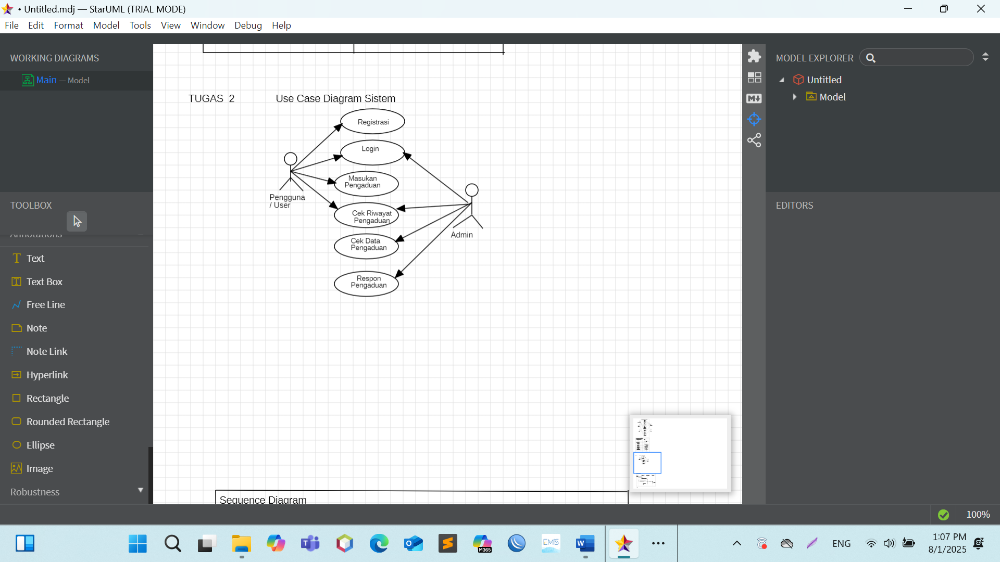 • Untitled.mdj — StarUML (TRIAL MODE)
File Edit Format Model Tools View Window Debug Help
WORKING DIAGRAMS
Main — Model
TOOLBOX
Annotations
Text
Text Box
Free Line
Note
Note Link
Hyperlink
Rectangle
Rounded Rectangle
Ellipse
Image
Robustness
TUGAS 2
Use Case Diagram Sistem
Registrasi
Login
Masukan
Pengaduan
Pengguna
/ User
Cek Riwayat
Pengaduan
Admin
Cek Data
Pengaduan
Respon
Pengaduan
Sequence Diagram
MODEL EXPLORER
Untitled
Model
EDITORS
100%
M365
EMIS
ENG
1:07 PM
8/1/2025